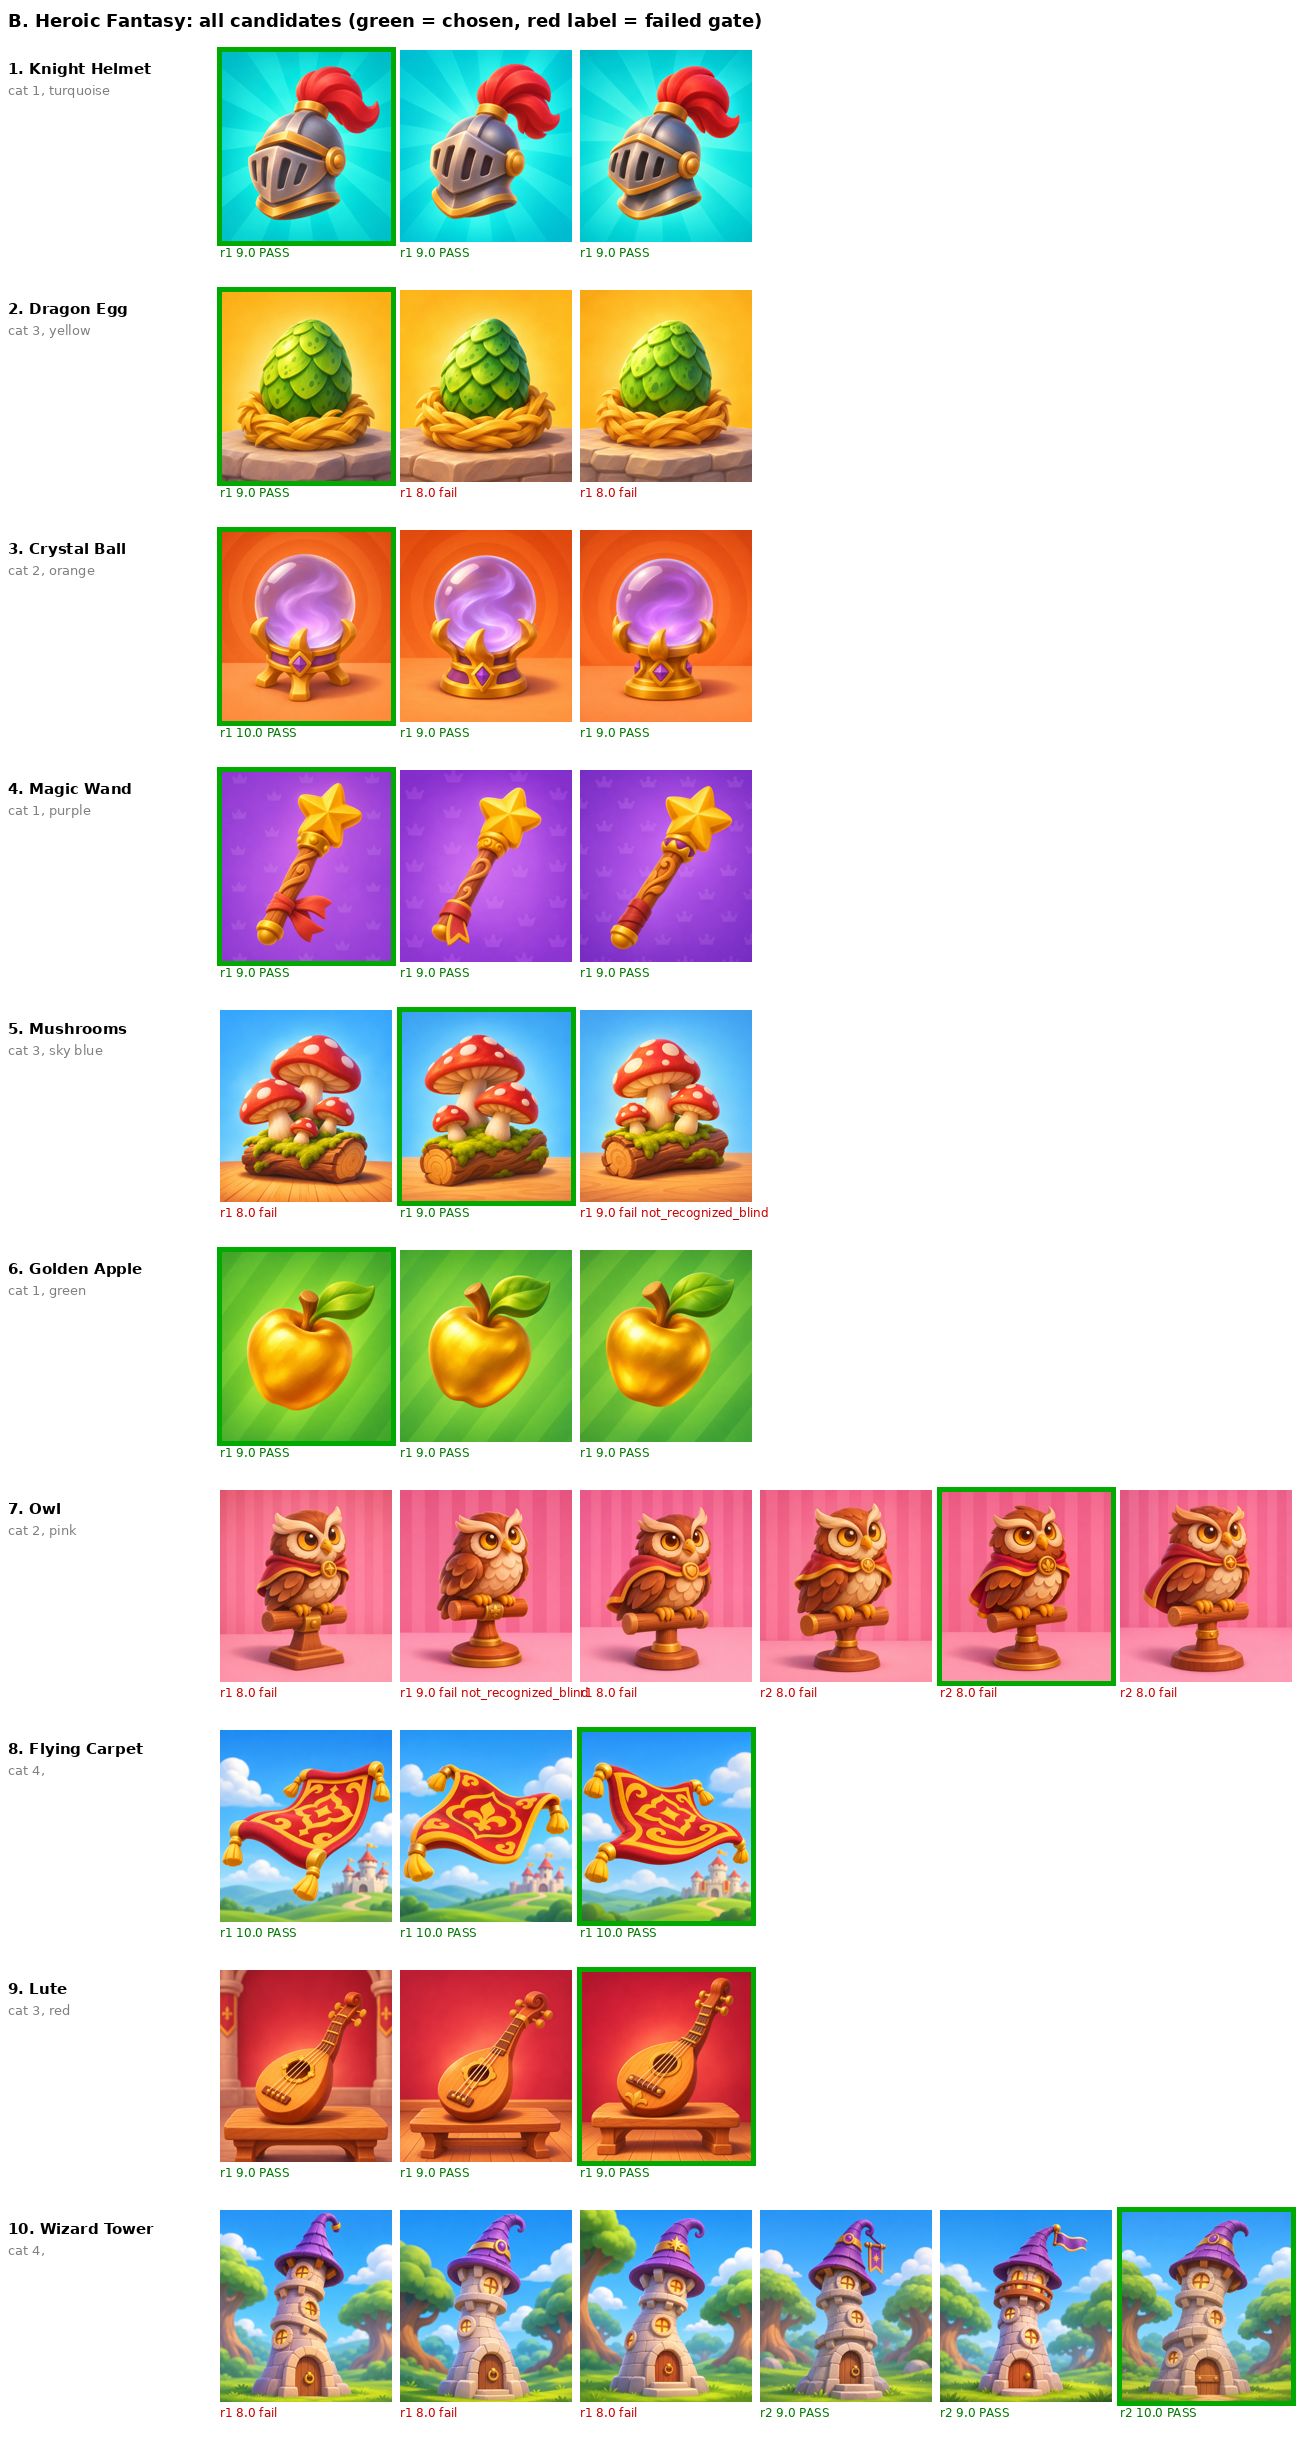 B. Heroic Fantasy: all candidates (green = chosen, red label = failed gate)
1. Knight Helmet
cat 1, turquoise
r1 9.0 PASS
r1 9.0 PASS
r1 9.0 PASS
2. Dragon Egg
cat 3, yellow
r1 9.0 PASS
r1 8.0 fail
r1 8.0 fail
3. Crystal Ball
cat 2, orange
r1 10.0 PASS
r1 9.0 PASS
r1 9.0 PASS
4. Magic Wand
cat 1, purple
r1 9.0 PASS
r1 9.0 PASS
r1 9.0 PASS
5. Mushrooms
cat 3, sky blue
r1 8.0 fail
r1 9.0 PASS
r1 9.0 fail not_recognized_blind
6. Golden Apple
cat 1, green
r1 9.0 PASS
r1 9.0 PASS
r1 9.0 PASS
7. Owl
cat 2, pink
r1 8.0 fail
r1 9.0 fail not_recognized_blind
r1 8.0 fail
r2 8.0 fail
r2 8.0 fail
r2 8.0 fail
8. Flying Carpet
cat 4,
r1 10.0 PASS
r1 10.0 PASS
r1 10.0 PASS
9. Lute
cat 3, red
r1 9.0 PASS
r1 9.0 PASS
r1 9.0 PASS
10. Wizard Tower
cat 4,
r1 8.0 fail
r1 8.0 fail
r1 8.0 fail
r2 9.0 PASS
r2 9.0 PASS
r2 10.0 PASS